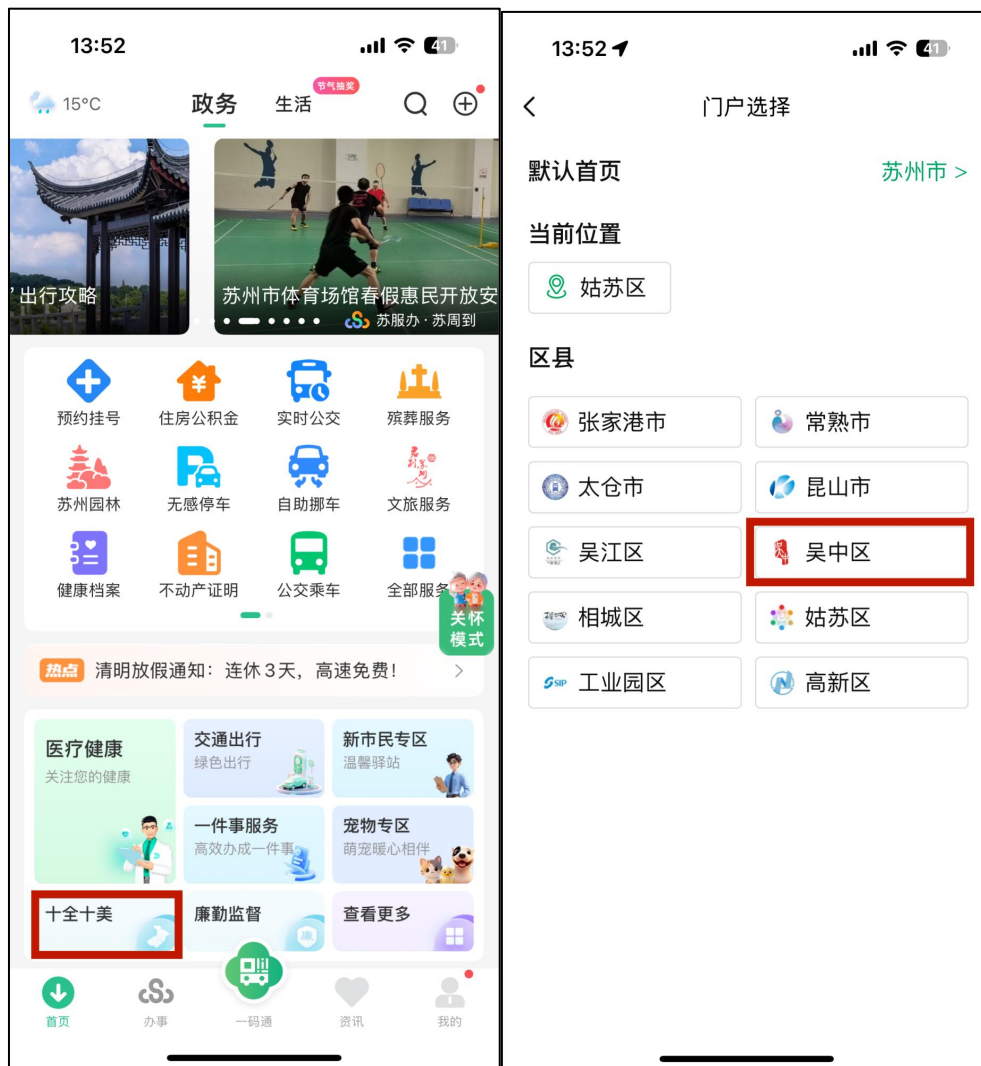 13:52
41
15°C
政务
生活
节气抽奖
’出行攻略
苏州市体育场馆春假惠民开放安
苏服办·苏周到
预约挂号
住房公积金
实时公交
殡葬服务
苏州园林
无感停车
自助挪车
文旅服务
健康档案
不动产证明
公交乘车
全部服务
关怀
模式
热点
清明放假通知：连休3天，高速免费！
医疗健康
关注您的健康
交通出行
绿色出行
新市民专区
温馨驿站
一件事服务
高效办成一件事
宠物专区
萌宠暖心相伴
十全十美
廉勤监督
查看更多
首页
办事
一码通
资讯
我的
13:52
41
门户选择
默认首页
苏州市 >
当前位置
姑苏区
区县
张家港市
常熟市
太仓市
昆山市
吴江区
吴中区
相城区
姑苏区
SIP
工业园区
高新区